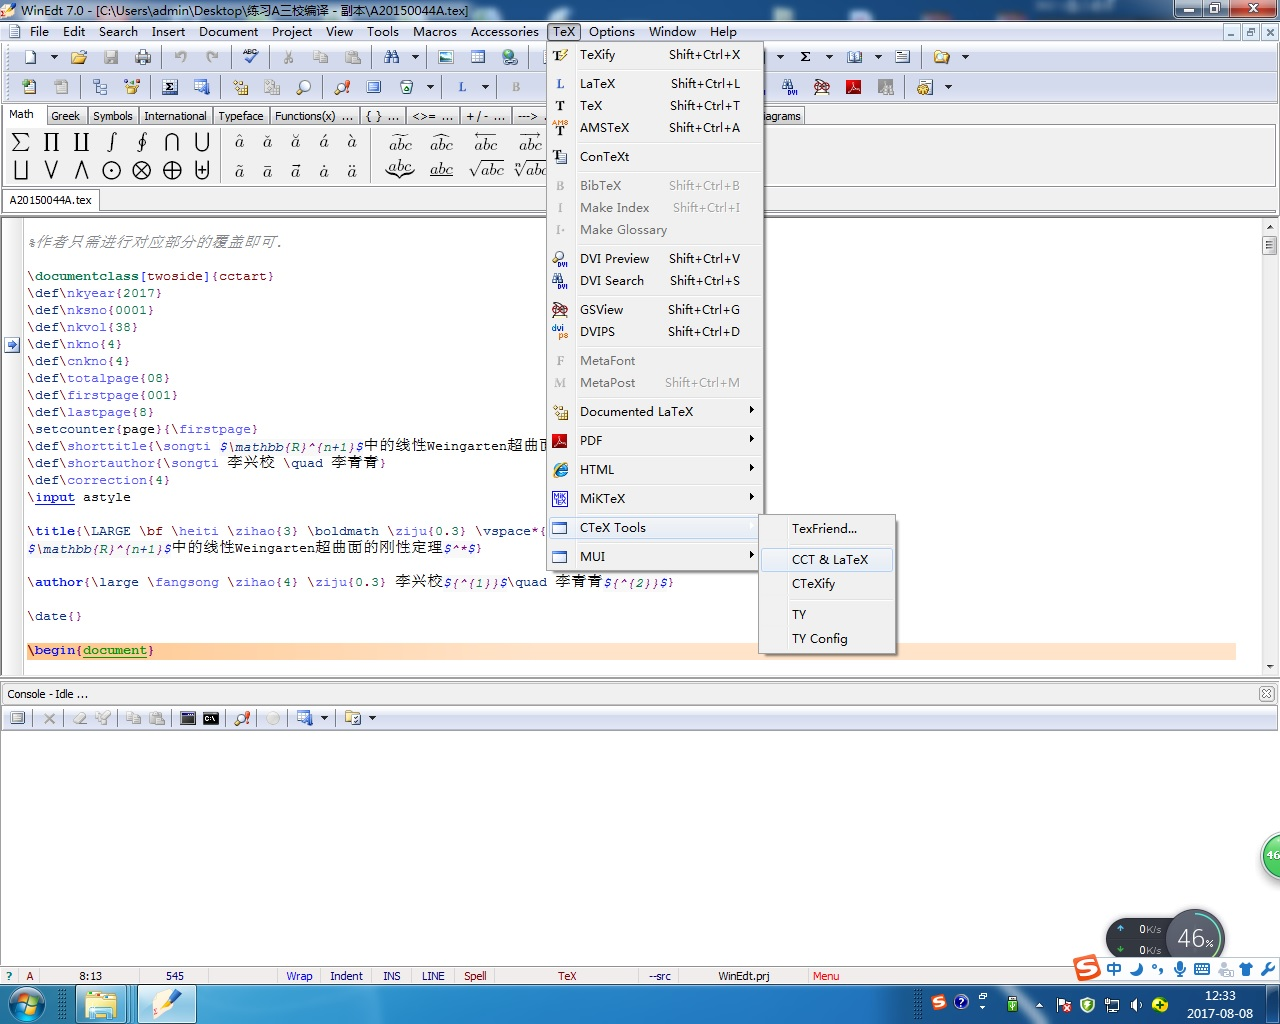 WinEdt 7.0 - [C:\Users\admin\Desktop\练习A三校编译 - 副本\A20150044A.tex]
File Edit Search Insert Document Project View Tools Macros Accessories TeX Options Window Help
Math Greek Symbols International Typeface Functions(x) ... { } ... <>= ... + / - ... ---> .
A20150044A.tex
%作者只需进行对应部分的覆盖即可.
\documentclass[twoside]{cctart}
\def\nkyear{2017}
\def\nksno{0001}
\def\nkvol{38}
\def\nkno{4}
\def\cnkno{4}
\def\totalpage{08}
\def\firstpage{001}
\def\lastpage{8}
\setcounter{page}{\firstpage}
\def\shorttitle{\songti $\mathbb{R}^{n+1}$中的线性Weingarten超曲面
\def\shortauthor{\songti 李兴校 \quad 李青青}
\def\correction{4}
\input astyle
\title{\LARGE \bf \heiti \zihao{3} \boldmath \ziju{0.3} \vspace*{
$\mathbb{R}^{n+1}$中的线性Weingarten超曲面的刚性定理$^*$}
\author{\large \fangsong \zihao{4} \ziju{0.3} 李兴校${^{1}}$\quad 李青青${^{2}}$}
\date{}
\begin{document}
TeXify Shift+Ctrl+X
LaTeX Shift+Ctrl+L
TeX Shift+Ctrl+T
AMSTeX Shift+Ctrl+A
ConTeXt
BibTeX Shift+Ctrl+B
Make Index Shift+Ctrl+I
Make Glossary
DVI Preview Shift+Ctrl+V
DVI Search Shift+Ctrl+S
GSView Shift+Ctrl+G
DVIPS Shift+Ctrl+D
MetaFont
MetaPost Shift+Ctrl+M
Documented LaTeX
PDF
HTML
MiKTeX
CTeX Tools
MUI
TexFriend...
CCT & LaTeX
CTeXify
TY
TY Config
Console - Idle ...
46
0K/s
0K/s
46%
中
? A 8:13 545 Wrap Indent INS LINE Spell TeX --src WinEdt.prj Menu
12:33
2017-08-08